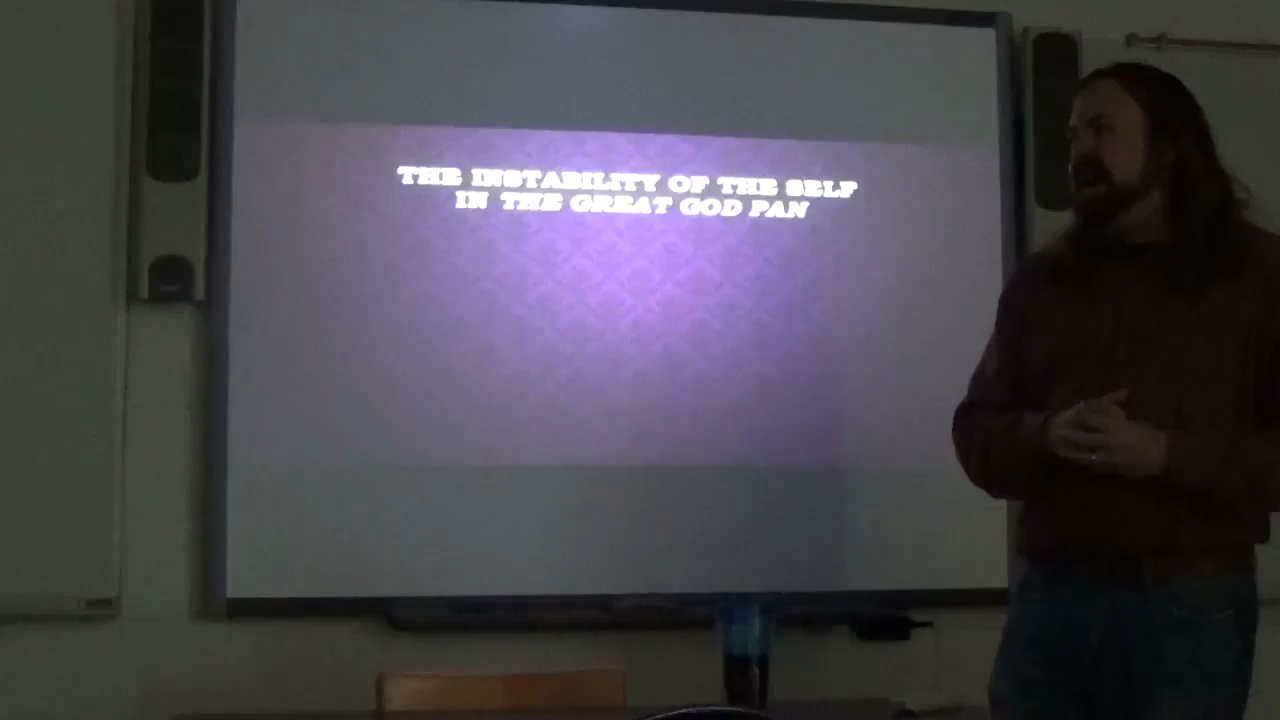 THE INSTABILITY OF THE SELF
IN THE GREAT GOD PAN